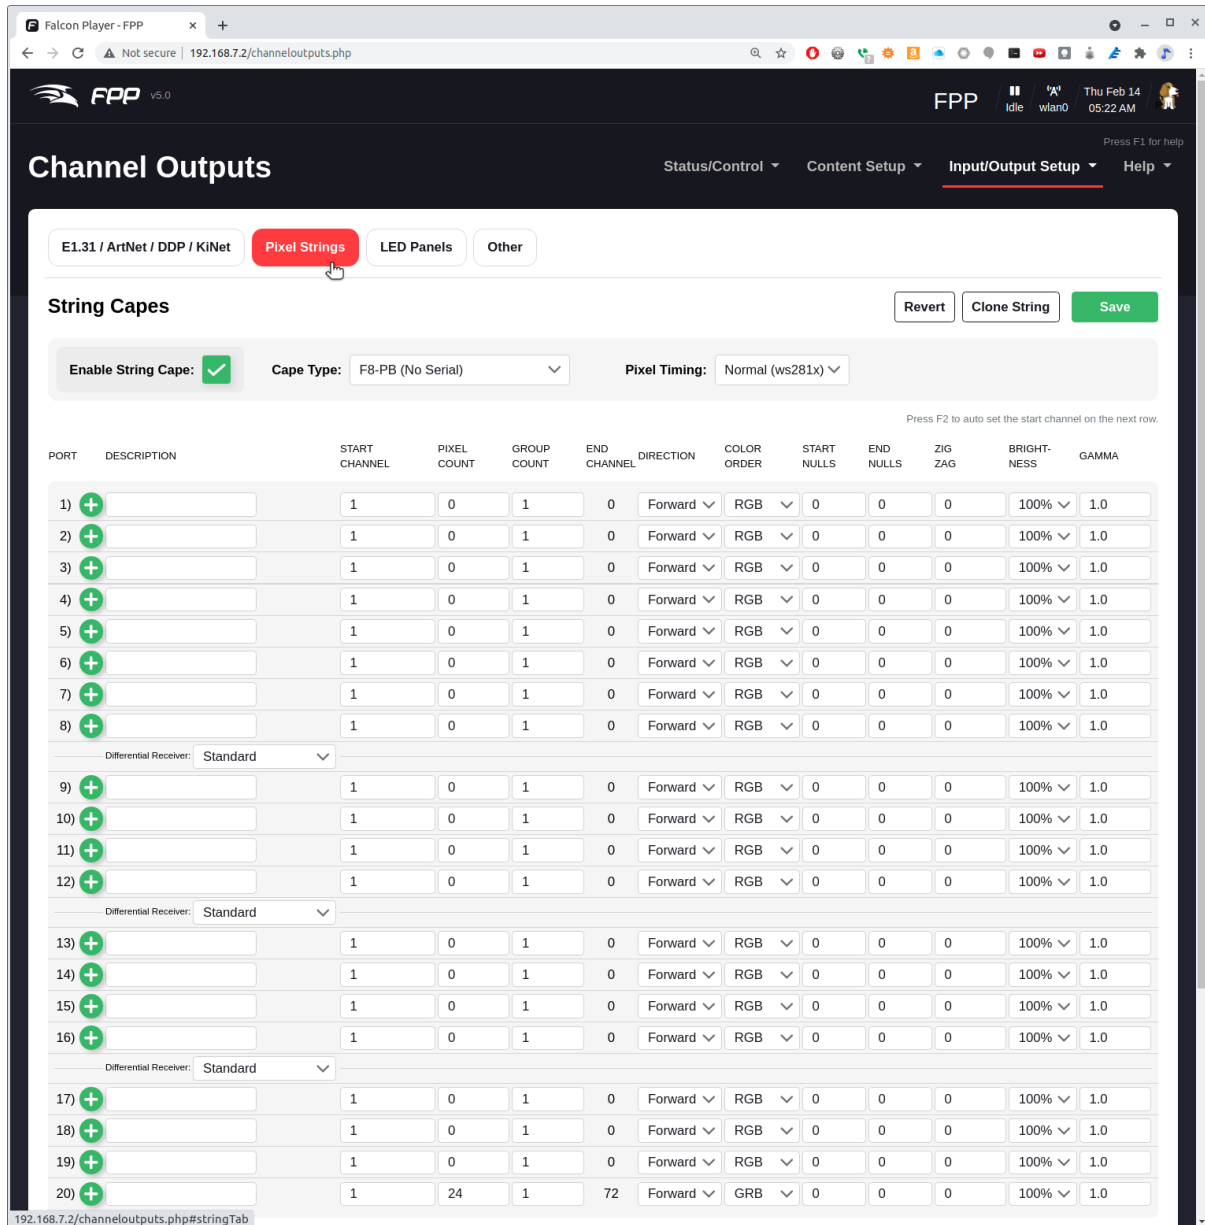 Falcon Player - FPP × +
Not secure | 192.168.7.2/channeloutputs.php
FPP v5.0 FPP Idle wlan0 Thu Feb 14 05:22 AM
Press F1 for help
Channel Outputs Status/Control Content Setup Input/Output Setup Help
E1.31 / ArtNet / DDP / KiNet Pixel Strings LED Panels Other
String Capes Revert Clone String Save
Enable String Cape: Cape Type: F8-PB (No Serial) Pixel Timing: Normal (ws281x)
Press F2 to auto set the start channel on the next row.
PORT DESCRIPTION START CHANNEL PIXEL COUNT GROUP COUNT END CHANNEL DIRECTION COLOR ORDER START NULLS END NULLS ZIG ZAG BRIGHT-NESS GAMMA
1) 1 0 1 0 Forward RGB 0 0 0 100% 1.0
2) 1 0 1 0 Forward RGB 0 0 0 100% 1.0
3) 1 0 1 0 Forward RGB 0 0 0 100% 1.0
4) 1 0 1 0 Forward RGB 0 0 0 100% 1.0
5) 1 0 1 0 Forward RGB 0 0 0 100% 1.0
6) 1 0 1 0 Forward RGB 0 0 0 100% 1.0
7) 1 0 1 0 Forward RGB 0 0 0 100% 1.0
8) 1 0 1 0 Forward RGB 0 0 0 100% 1.0
Differential Receiver: Standard
9) 1 0 1 0 Forward RGB 0 0 0 100% 1.0
10) 1 0 1 0 Forward RGB 0 0 0 100% 1.0
11) 1 0 1 0 Forward RGB 0 0 0 100% 1.0
12) 1 0 1 0 Forward RGB 0 0 0 100% 1.0
Differential Receiver: Standard
13) 1 0 1 0 Forward RGB 0 0 0 100% 1.0
14) 1 0 1 0 Forward RGB 0 0 0 100% 1.0
15) 1 0 1 0 Forward RGB 0 0 0 100% 1.0
16) 1 0 1 0 Forward RGB 0 0 0 100% 1.0
Differential Receiver: Standard
17) 1 0 1 0 Forward RGB 0 0 0 100% 1.0
18) 1 0 1 0 Forward RGB 0 0 0 100% 1.0
19) 1 0 1 0 Forward RGB 0 0 0 100% 1.0
20) 1 24 1 72 Forward GRB 0 0 0 100% 1.0
192.168.7.2/channeloutputs.php#stringTab